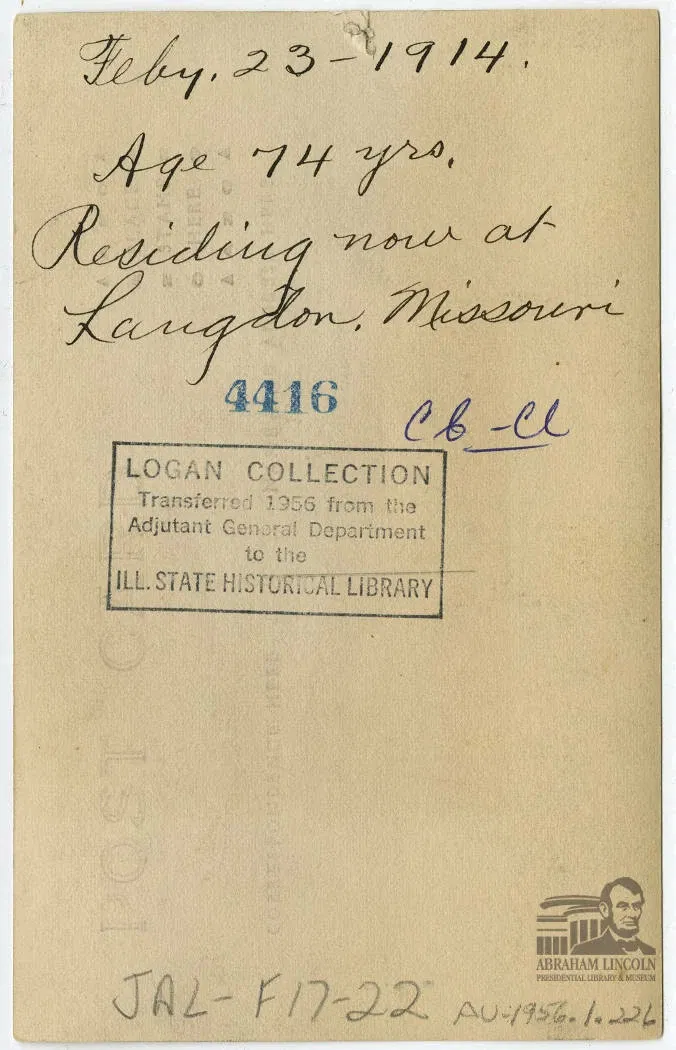 Feby. 23 - 1914.
Age 74 yrs.
Residing now at
Langdon, Missouri
4416
LOGAN COLLECTION
Transferred 1956 from the
Adjutant General Department
to the
ILL. STATE HISTORICAL LIBRARY
POST
CORRESPONDENCE HERE
ABRAHAM LINCOLN
PRESIDENTIAL LIBRARY & MUSEUM
JAL-F17-22
AV-1956.1.226